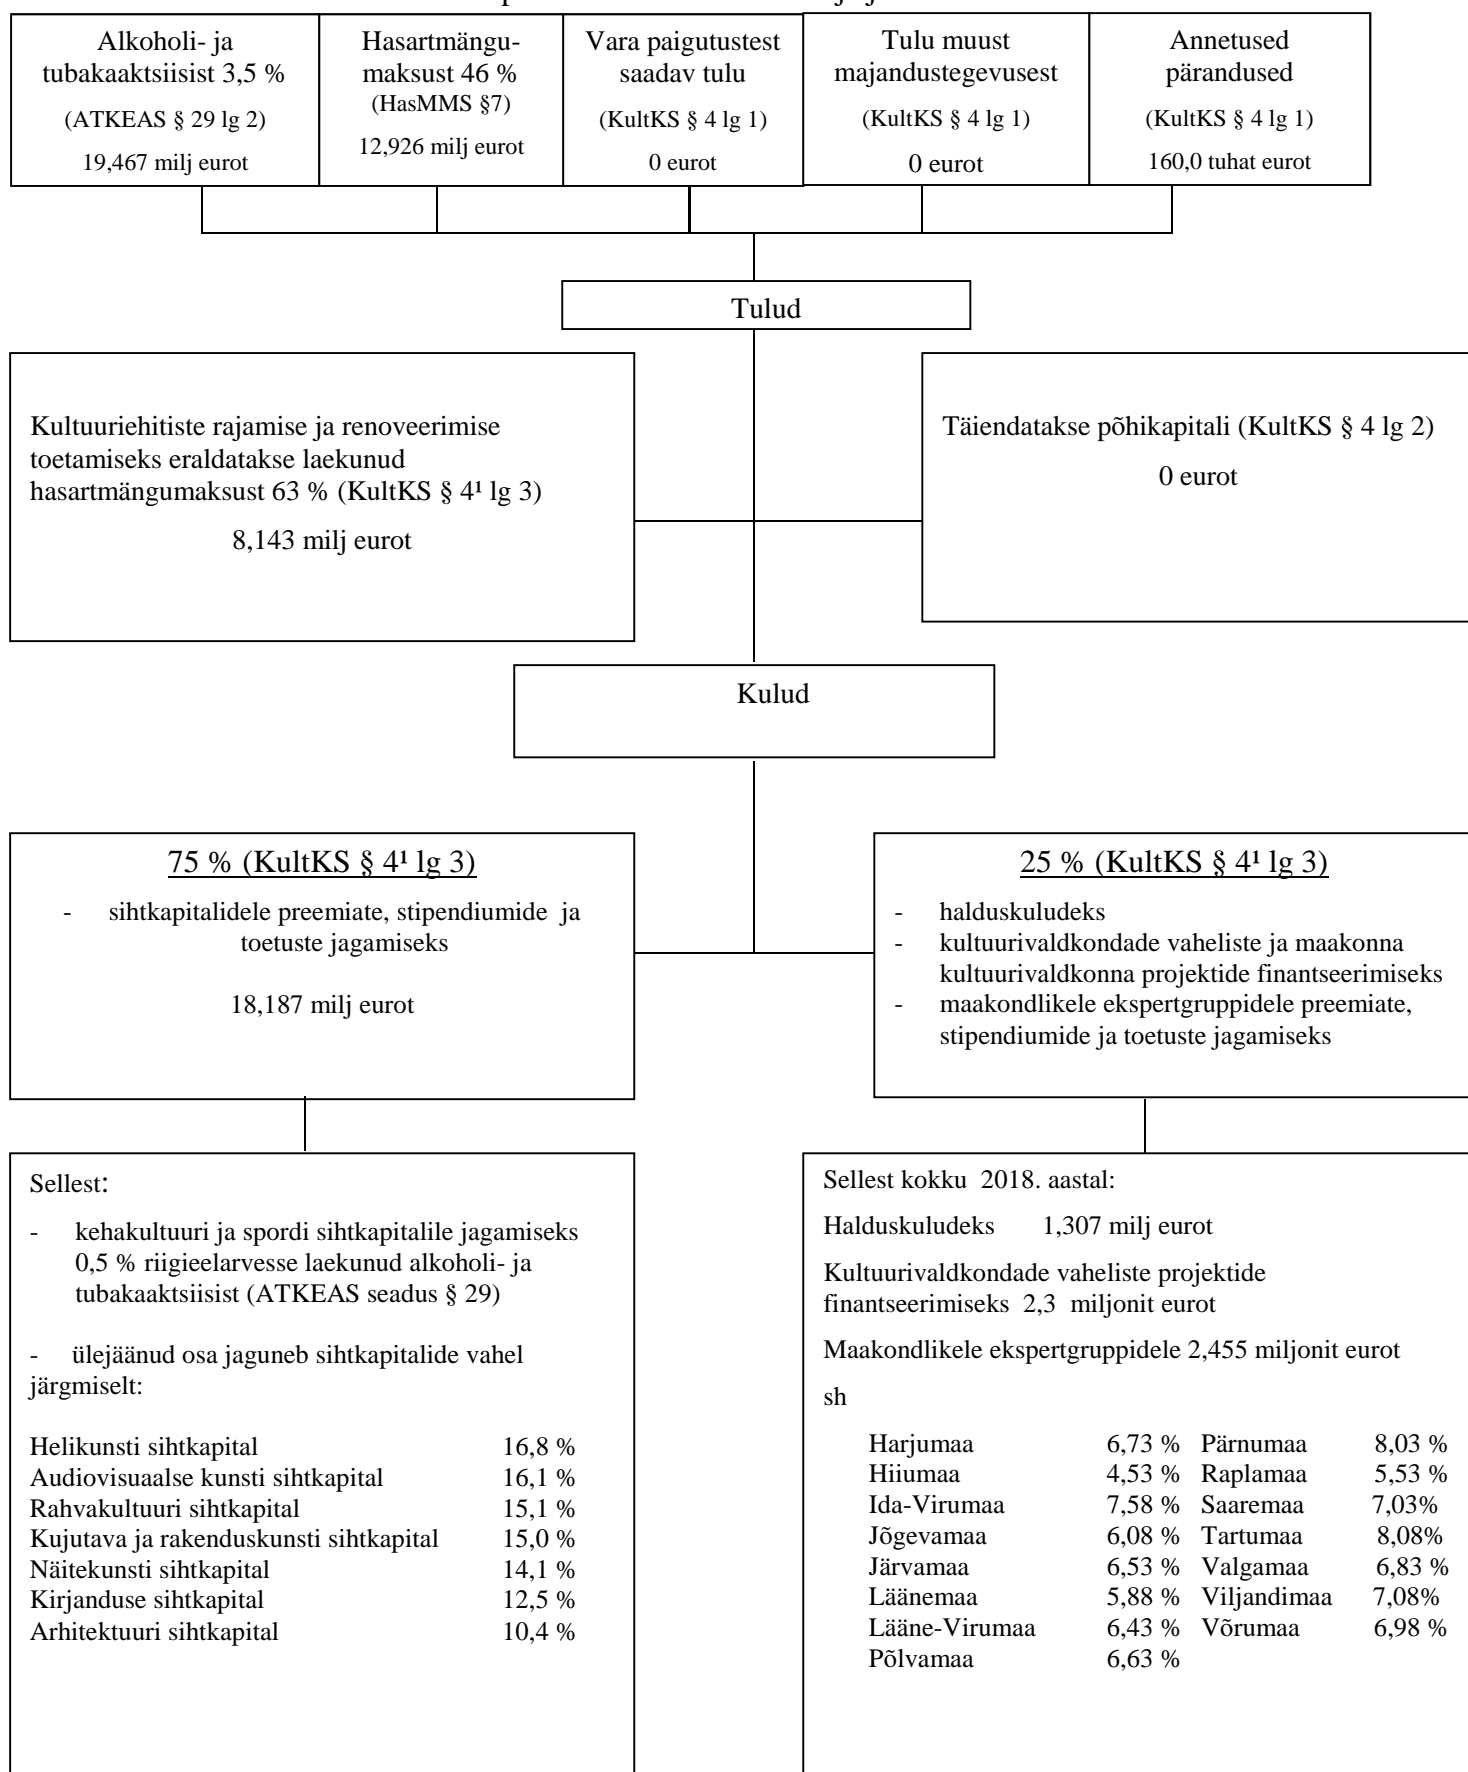 Alkoholi- ja
tubakaaktsiisist 3,5 %
(ATKEAS § 29 lg 2)
19,467 milj eurot
Hasartmängu-
maksust 46 %
(HasMMS §7)
12,926 milj eurot
Vara paigutustest
saadav tulu
(KultKS § 4 lg 1)
0 eurot
Tulu muust
majandustegevusest
(KultKS § 4 lg 1)
0 eurot
Annetused
pärandused
(KultKS § 4 lg 1)
160,0 tuhat eurot
Tulud
Kultuuriehitiste rajamise ja renoveerimise
toetamiseks eraldatakse laekunud
hasartmängumaksust 63 % (KultKS § 4¹ lg 3)
8,143 milj eurot
Täiendatakse põhikapitali (KultKS § 4 lg 2)
0 eurot
Kulud
75 % (KultKS § 4¹ lg 3)
- sihtkapitalidele preemiate, stipendiumide ja
toetuste jagamiseks
18,187 milj eurot
25 % (KultKS § 4¹ lg 3)
- halduskuludeks
- kultuurivaldkondade vaheliste ja maakonna
kultuurivaldkonna projektide finantseerimiseks
- maakondlikele ekspertgruppidele preemiate,
stipendiumide ja toetuste jagamiseks
Sellest:
- kehakultuuri ja spordi sihtkapitalile jagamiseks
0,5 % riigieelarvesse laekunud alkoholi- ja
tubakaaktsiisist (ATKEAS seadus § 29)
- ülejäänud osa jaguneb sihtkapitalide vahel
järgmiselt:
Helikunsti sihtkapital 16,8 %
Audiovisuaalse kunsti sihtkapital 16,1 %
Rahvakultuuri sihtkapital 15,1 %
Kujutava ja rakenduskunsti sihtkapital 15,0 %
Näitekunsti sihtkapital 14,1 %
Kirjanduse sihtkapital 12,5 %
Arhitektuuri sihtkapital 10,4 %
Sellest kokku 2018. aastal:
Halduskuludeks 1,307 milj eurot
Kultuurivaldkondade vaheliste projektide
finantseerimiseks 2,3 miljonit eurot
Maakondlikele ekspertgruppidele 2,455 miljonit eurot
sh
Harjumaa 6,73 % Pärnumaa 8,03 %
Hiiumaa 4,53 % Raplamaa 5,53 %
Ida-Virumaa 7,58 % Saaremaa 7,03%
Jõgevamaa 6,08 % Tartumaa 8,08%
Järvamaa 6,53 % Valgamaa 6,83 %
Läänemaa 5,88 % Viljandimaa 7,08%
Lääne-Virumaa 6,43 % Võrumaa 6,98 %
Põlvamaa 6,63 %